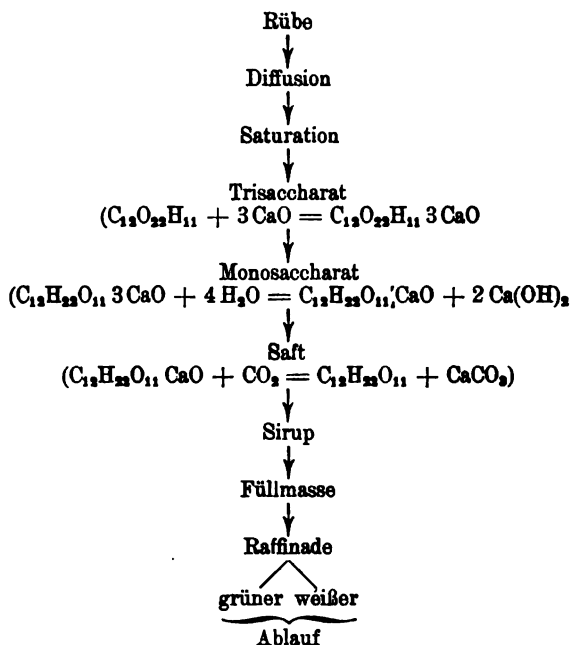 Rübe
Diffusion
Saturation
Trisaccharat
(C₁₂O₂₂H₁₁ + 3 CaO = C₁₂O₂₂H₁₁ 3 CaO
Monosaccharat
(C₁₂H₂₂O₁₁ 3 CaO + 4 H₂O = C₁₂H₂₂O₁₁, CaO + 2 Ca(OH)₂
Saft
(C₁₂H₂₂O₁₁ CaO + CO₂ = C₁₂H₂₂O₁₁ + CaCO₃)
Sirup
Füllmasse
Raffinade
grüner weißer
Ablauf